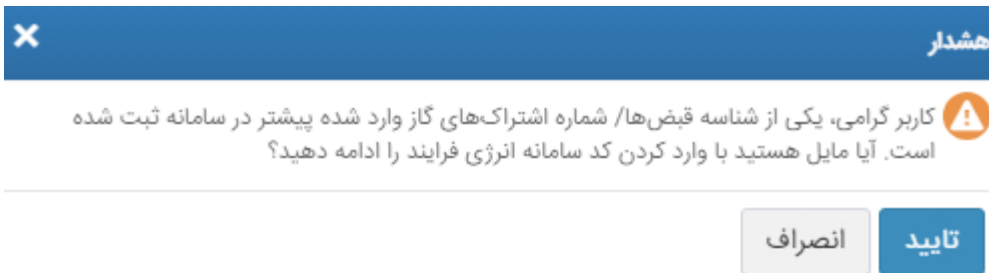 هشدار
کاربر گرامی، یکی از شناسه قبض‌ها/ شماره اشتراک‌های گاز وارد شده پیشتر در سامانه ثبت شده
است. آیا مایل هستید با وارد کردن کد سامانه انرژی فرایند را ادامه دهید؟
تایید
انصراف